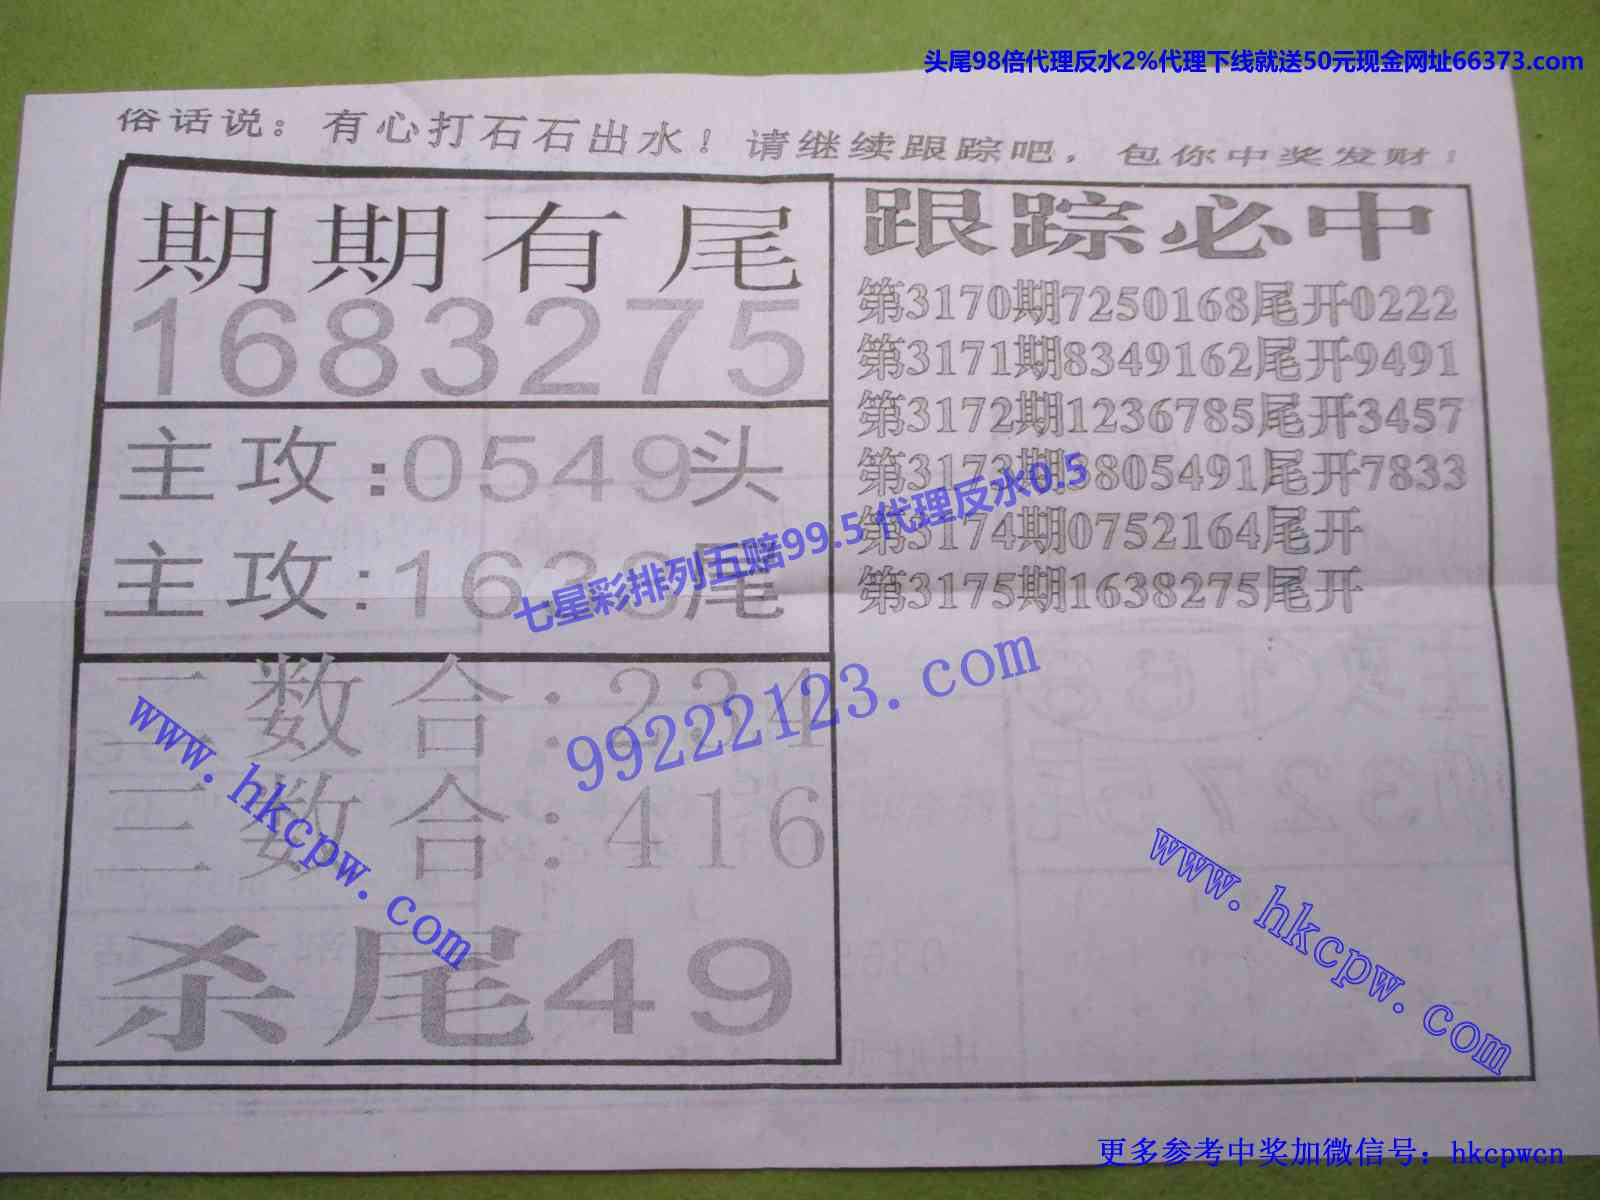 头尾98倍代理反水2%代理下线就送50元现金网址66373.com
俗话说：有心打石石出水！请继续跟踪吧，包你中奖发财！
期期有尾
1683275
主攻:0549头
主攻:1638尾
二数合:234
三数合:416
杀尾49
跟踪必中
第3170期7250168尾开0222
第3171期8349162尾开9491
第3172期1236785尾开3457
第3173期3805491尾开7833
第3174期0752164尾开
第3175期1638275尾开
七星彩排列五赔99.5代理反水0.5
99222123.com
www.hkcpw.com
www.hkcpw.com
更多参考中奖加微信号：hkcpwcn